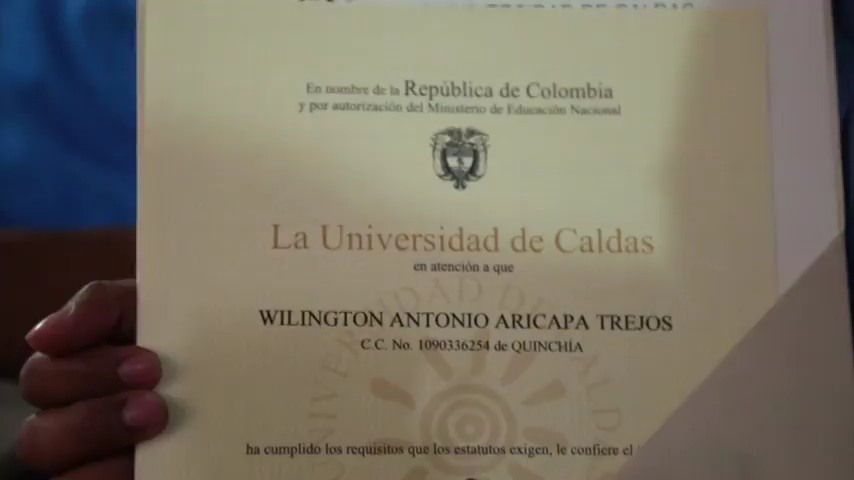 En nombre de la República de Colombia
y por autorización del Ministerio de Educación Nacional
La Universidad de Caldas
en atención a que
WILINGTON ANTONIO ARICAPA TREJOS
C.C. No. 1090336254 de QUINCHÍA
ha cumplido los requisitos que los estatutos exigen, le confiere el